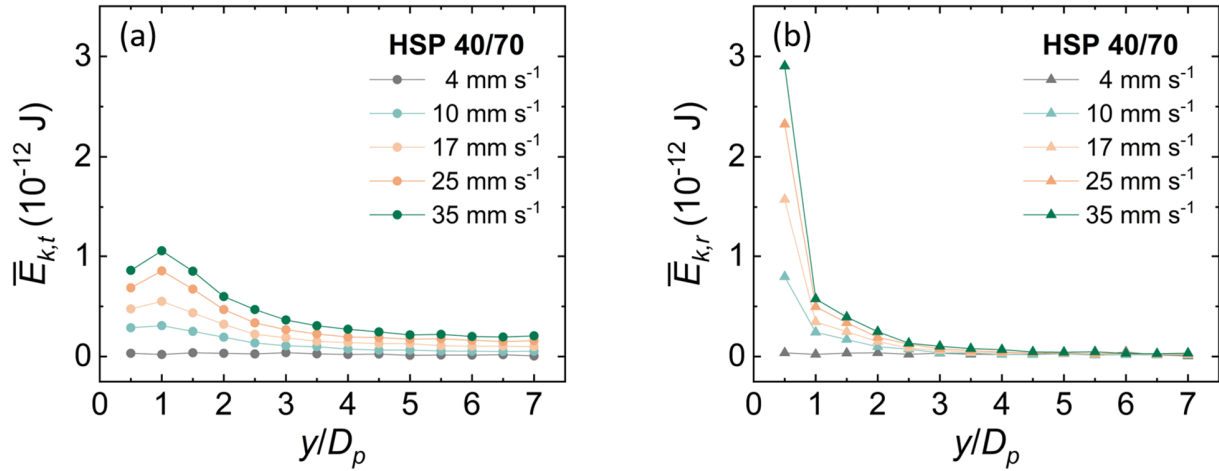 (a)
HSP 40/70
4 mm s⁻¹
10 mm s⁻¹
17 mm s⁻¹
25 mm s⁻¹
35 mm s⁻¹
3
2
1
0
E̅k,t (10⁻¹² J)
0 1 2 3 4 5 6 7
y/Dp
(b)
HSP 40/70
4 mm s⁻¹
10 mm s⁻¹
17 mm s⁻¹
25 mm s⁻¹
35 mm s⁻¹
3
2
1
0
E̅k,r (10⁻¹² J)
0 1 2 3 4 5 6 7
y/Dp